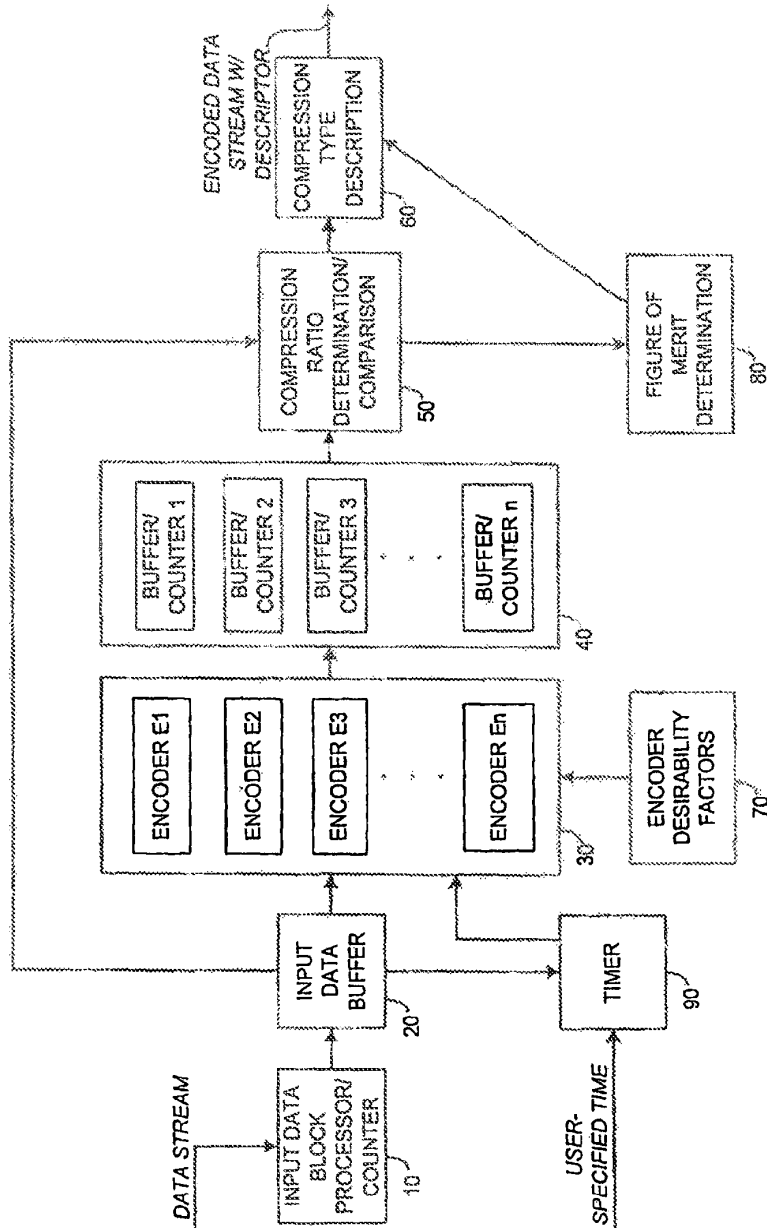 DATA STREAM
INPUT DATA
BLOCK
PROCESSOR/
COUNTER
10
INPUT
DATA
BUFFER
20
USER-
SPECIFIED TIME
TIMER
90
ENCODER E1
ENCODER E2
ENCODER E3
. . .
ENCODER En
30
ENCODER
DESIRABILITY
FACTORS
70
BUFFER/
COUNTER 1
BUFFER/
COUNTER 2
BUFFER/
COUNTER 3
. . .
BUFFER/
COUNTER n
40
COMPRESSION
RATIO
DETERMINATION/
COMPARISON
50
FIGURE OF
MERIT
DETERMINATION
80
COMPRESSION
TYPE
DESCRIPTION
60
ENCODED DATA
STREAM W/
DESCRIPTOR